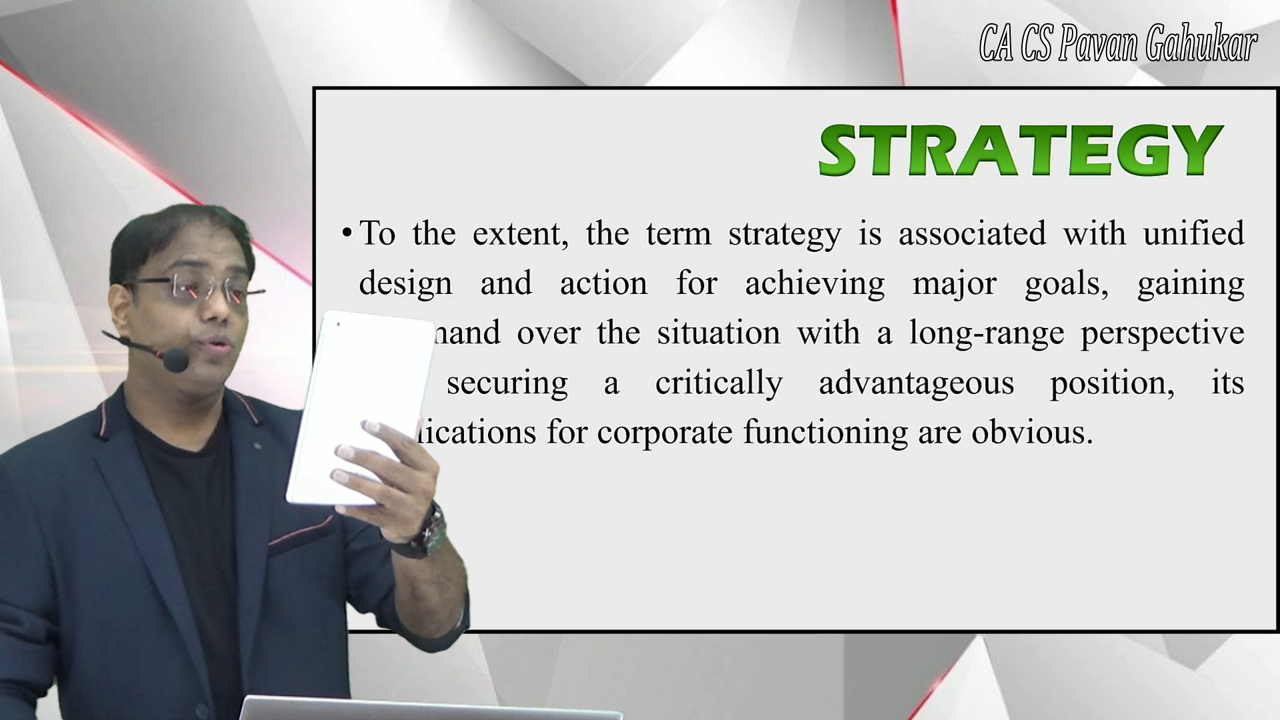 CA CS Pavan Gahukar
STRATEGY
• To the extent, the term strategy is associated with unified
design and action for achieving major goals, gaining
over the situation with a long-range perspective
securing a critically advantageous position, its
for corporate functioning are obvious.